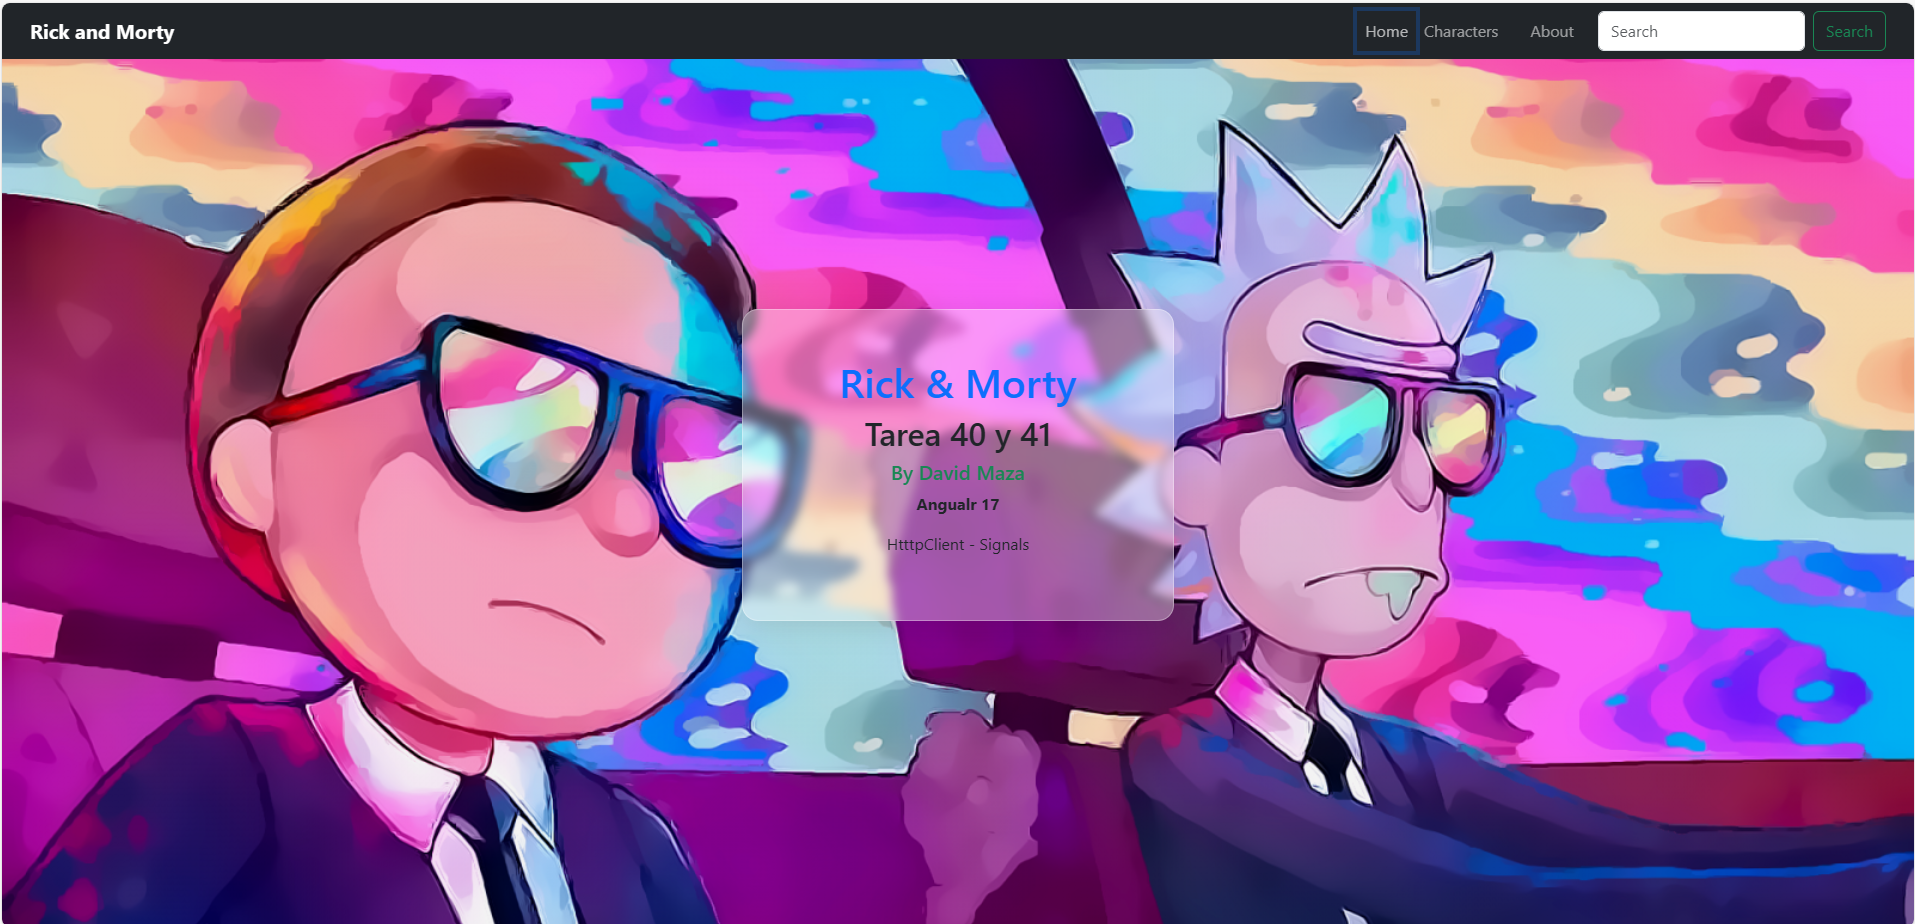 Rick and Morty
Home Characters About Search Search
Rick & Morty
Tarea 40 y 41
By David Maza
Angualr 17
HtttpClient - Signals